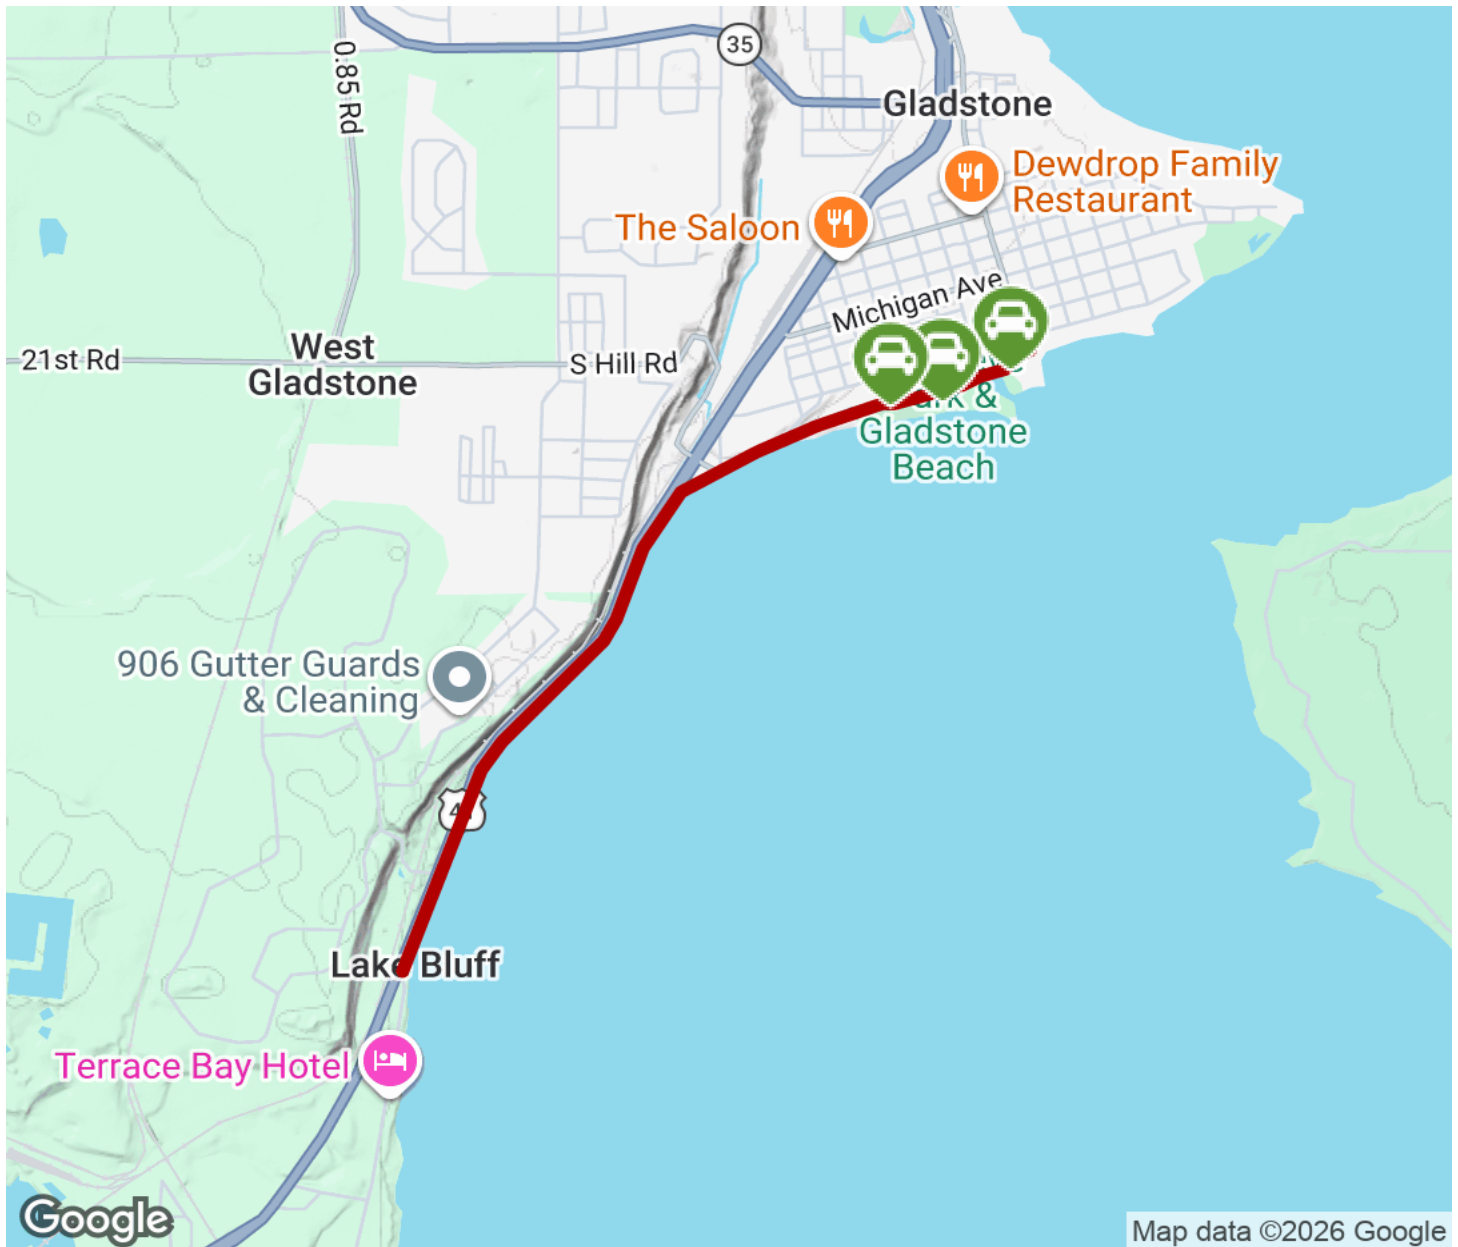 35
0.85 Rd
Gladstone
Dewdrop Family
Restaurant
The Saloon
Michigan Ave
21st Rd
West
Gladstone
S Hill Rd
&
Gladstone
Beach
906 Gutter Guards
& Cleaning
Lake Bluff
Terrace Bay Hotel
Google
Map data ©2026 Google